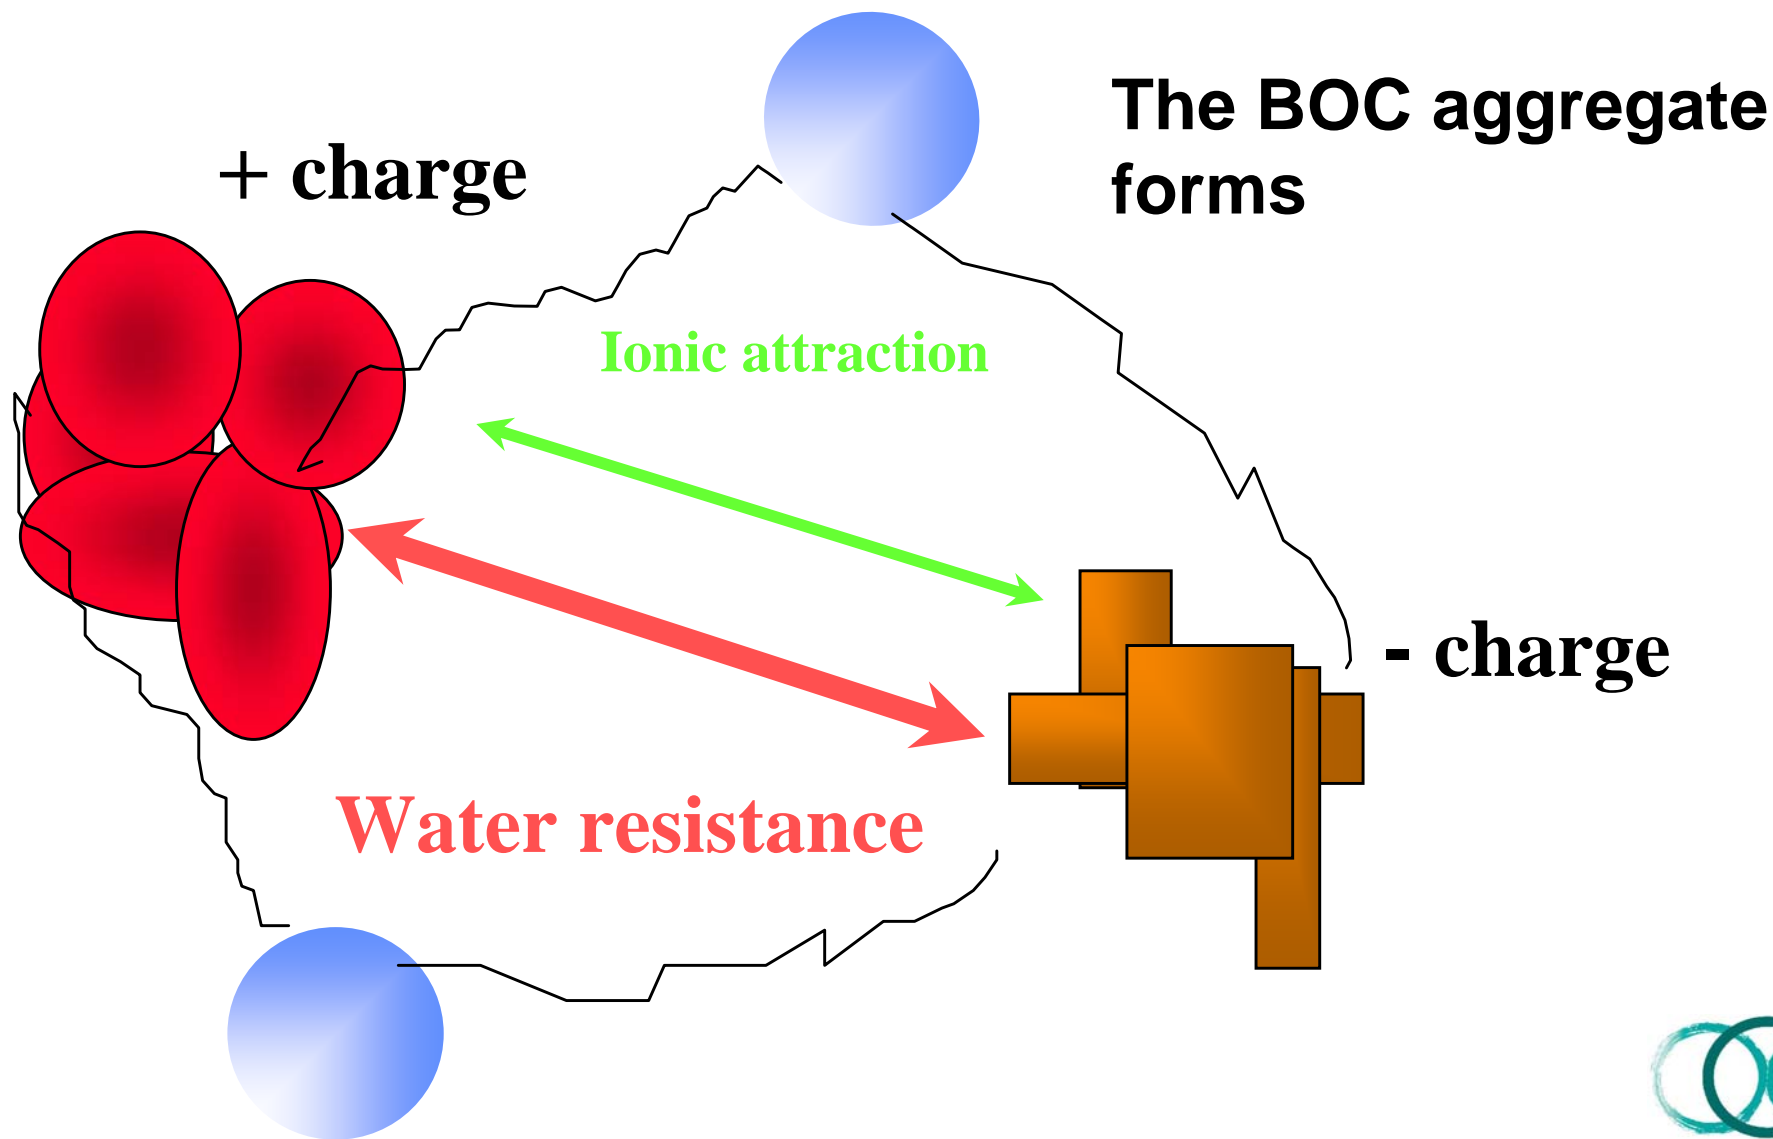 The BOC aggregate
forms
+ charge
Ionic attraction
- charge
Water resistance